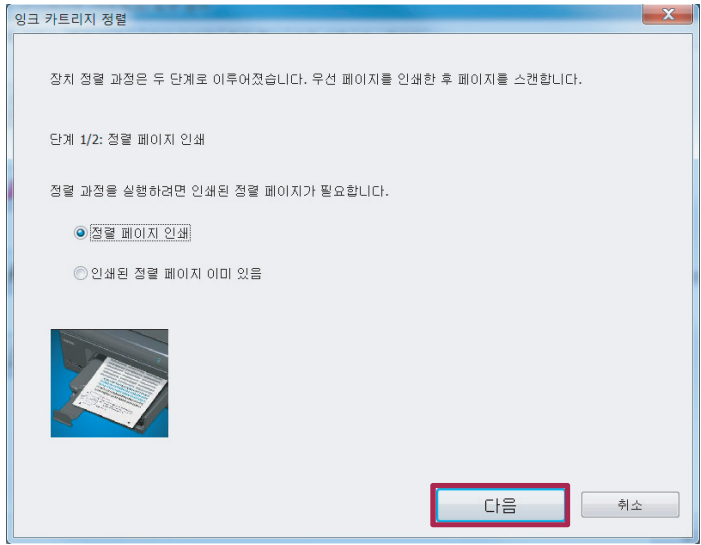 잉크 카트리지 정렬
장치 정렬 과정은 두 단계로 이루어졌습니다. 우선 페이지를 인쇄한 후 페이지를 스캔합니다.
단계 1/2: 정렬 페이지 인쇄
정렬 과정을 실행하려면 인쇄된 정렬 페이지가 필요합니다.
정렬 페이지 인쇄
인쇄된 정렬 페이지 이미 있음
다음
취소